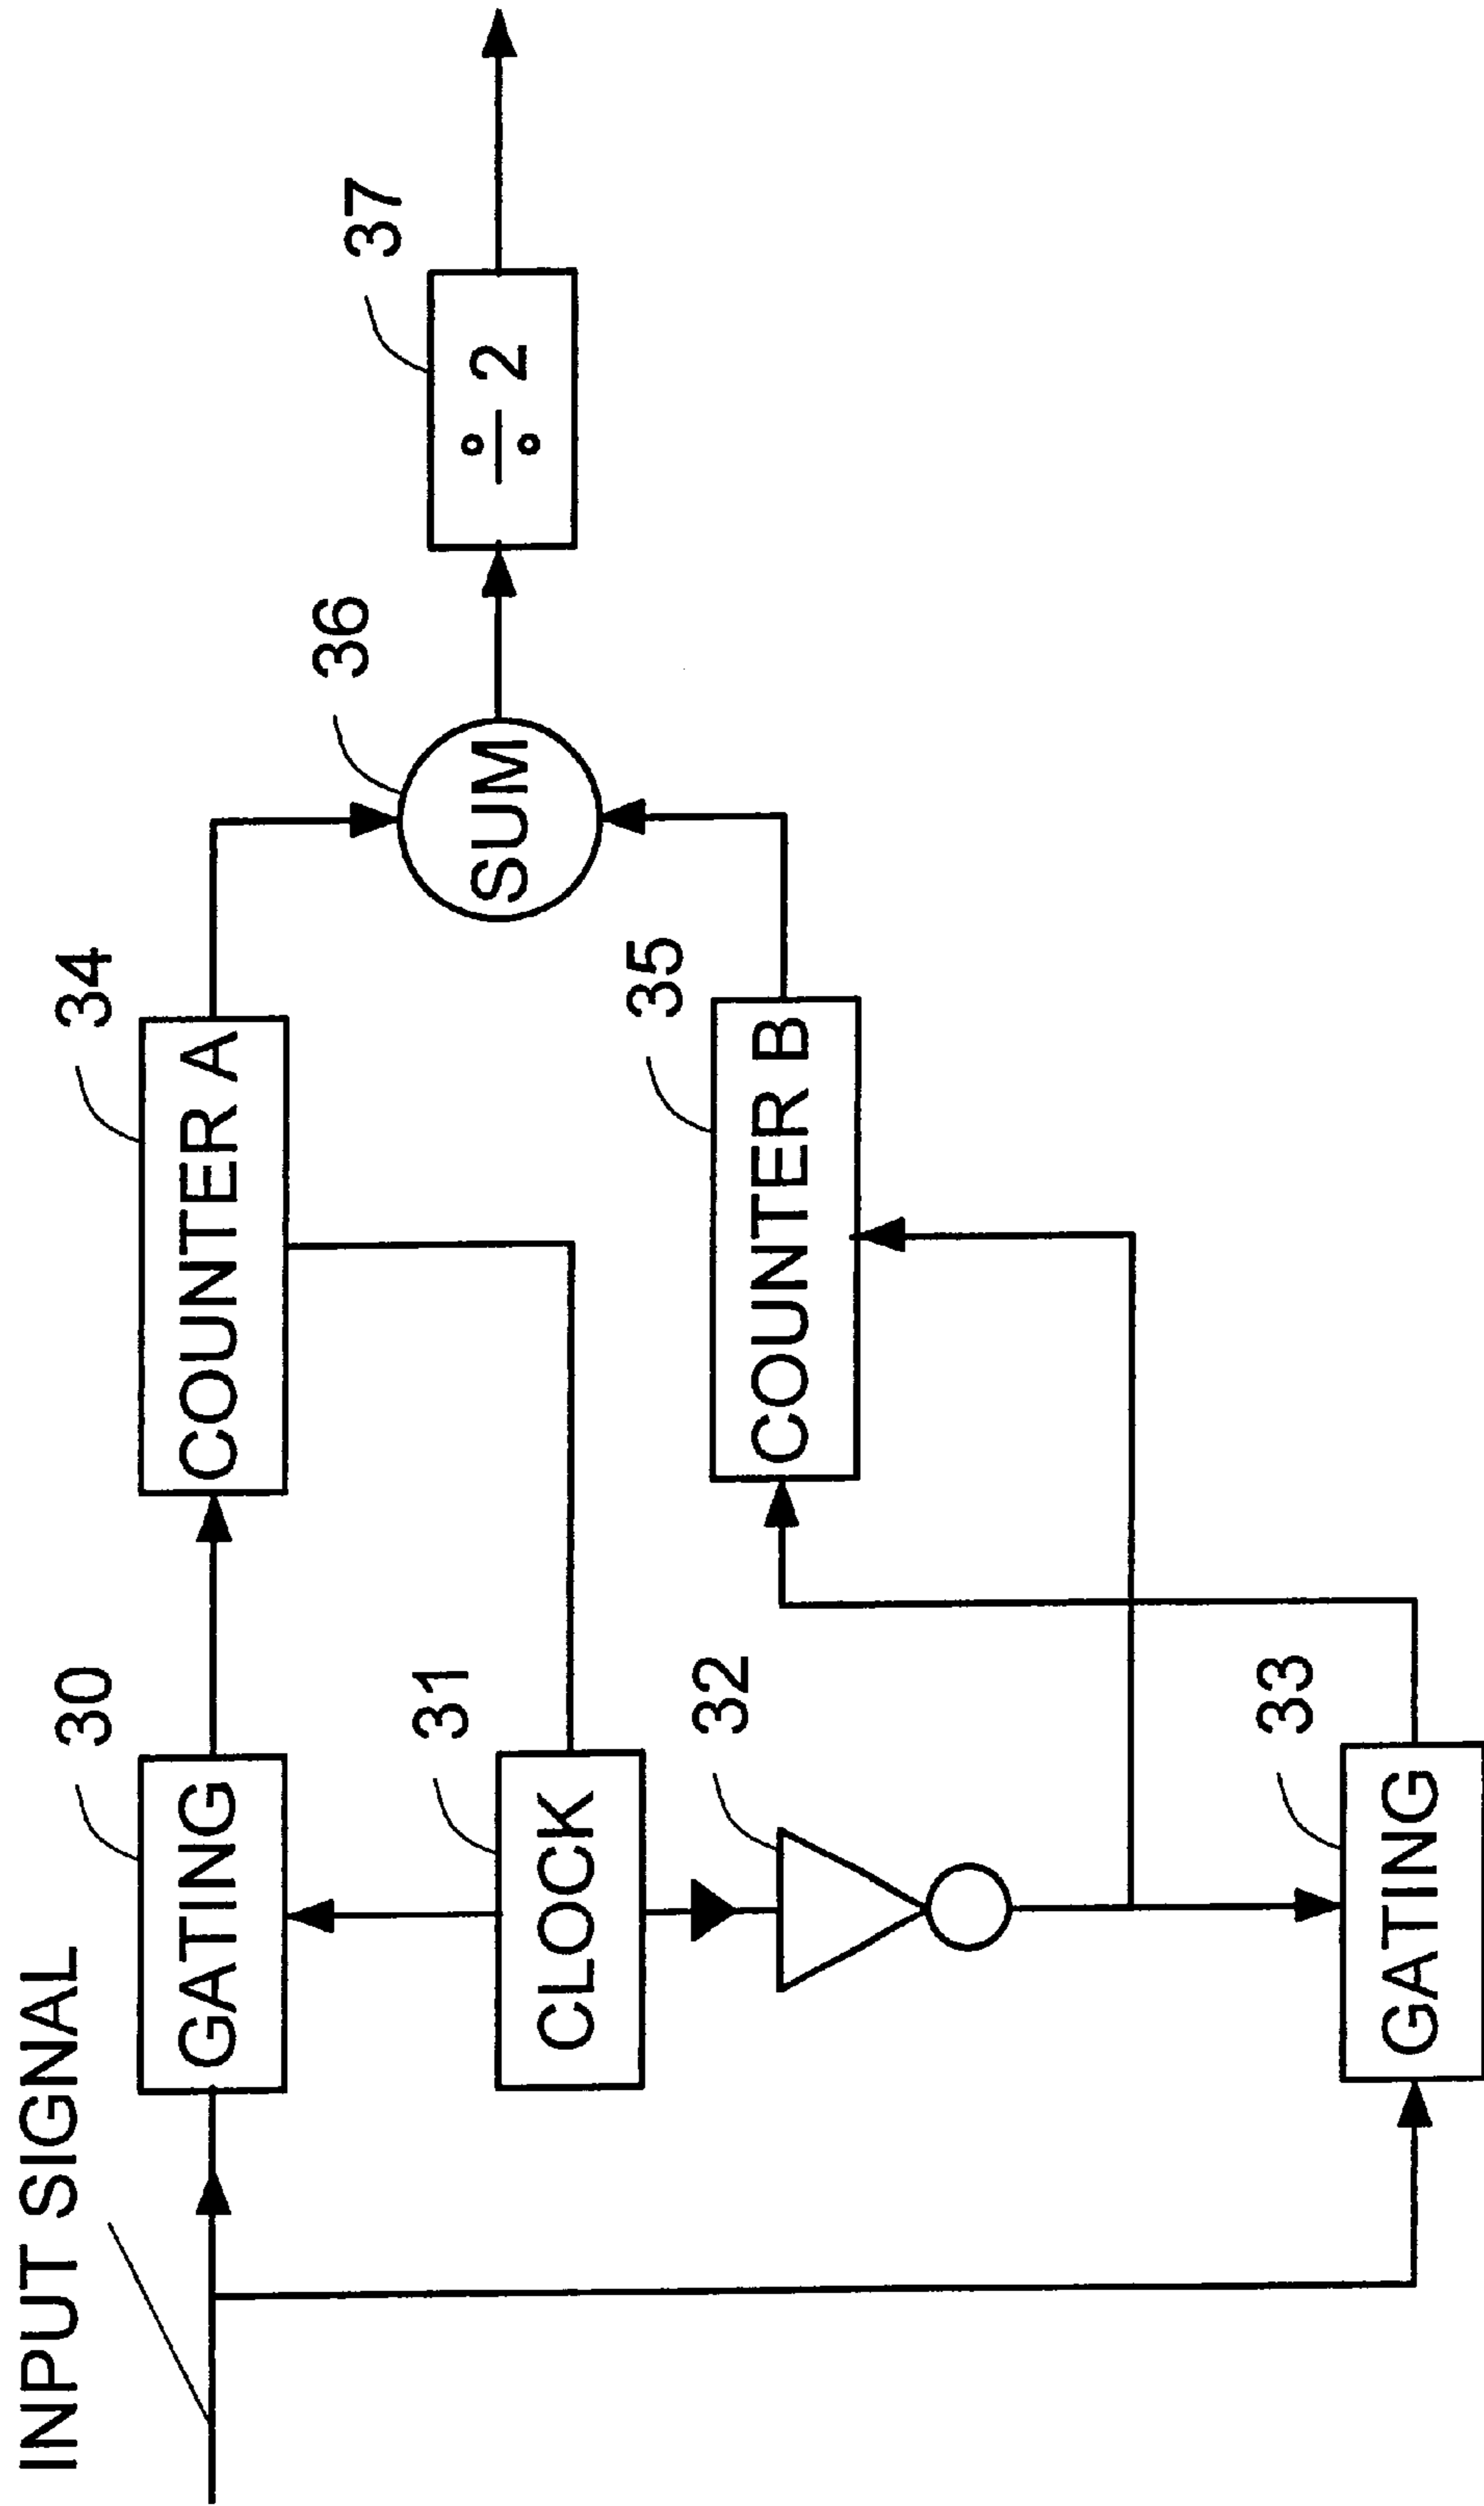 INPUT SIGNAL
30
GATING
34
COUNTER A
31
CLOCK
36
SUM
37
÷ 2
32
35
COUNTER B
33
GATING